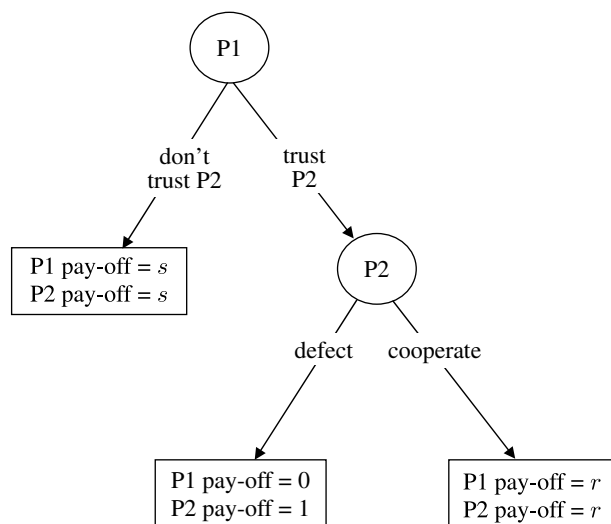 P1
don't
trust P2
trust
P2
P1 pay-off = s
P2 pay-off = s
P2
defect
cooperate
P1 pay-off = 0
P2 pay-off = 1
P1 pay-off = r
P2 pay-off = r